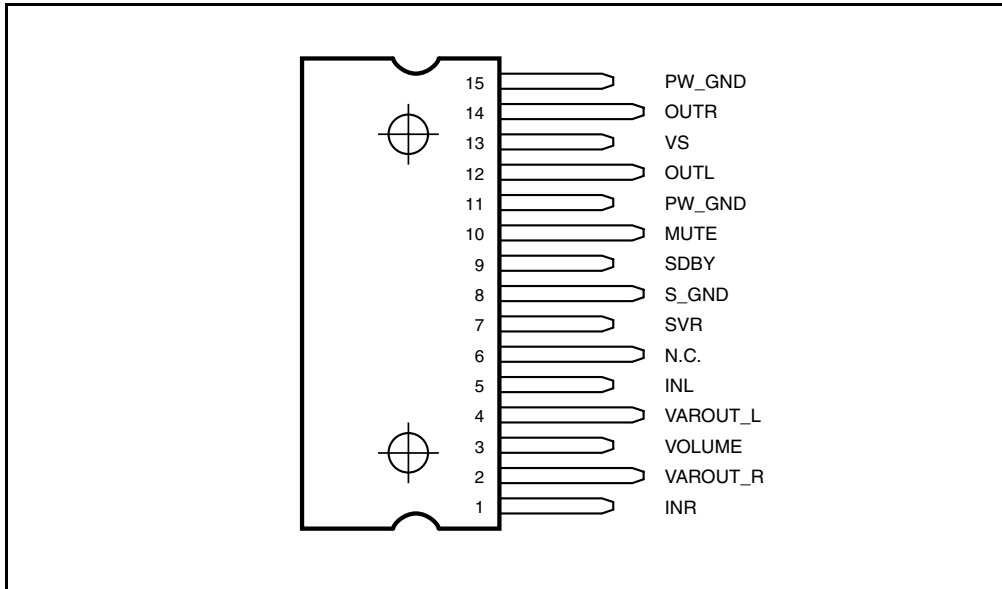 15 PW_GND
14 OUTR
13 VS
12 OUTL
11 PW_GND
10 MUTE
9 SDBY
8 S_GND
7 SVR
6 N.C.
5 INL
4 VAROUT_L
3 VOLUME
2 VAROUT_R
1 INR